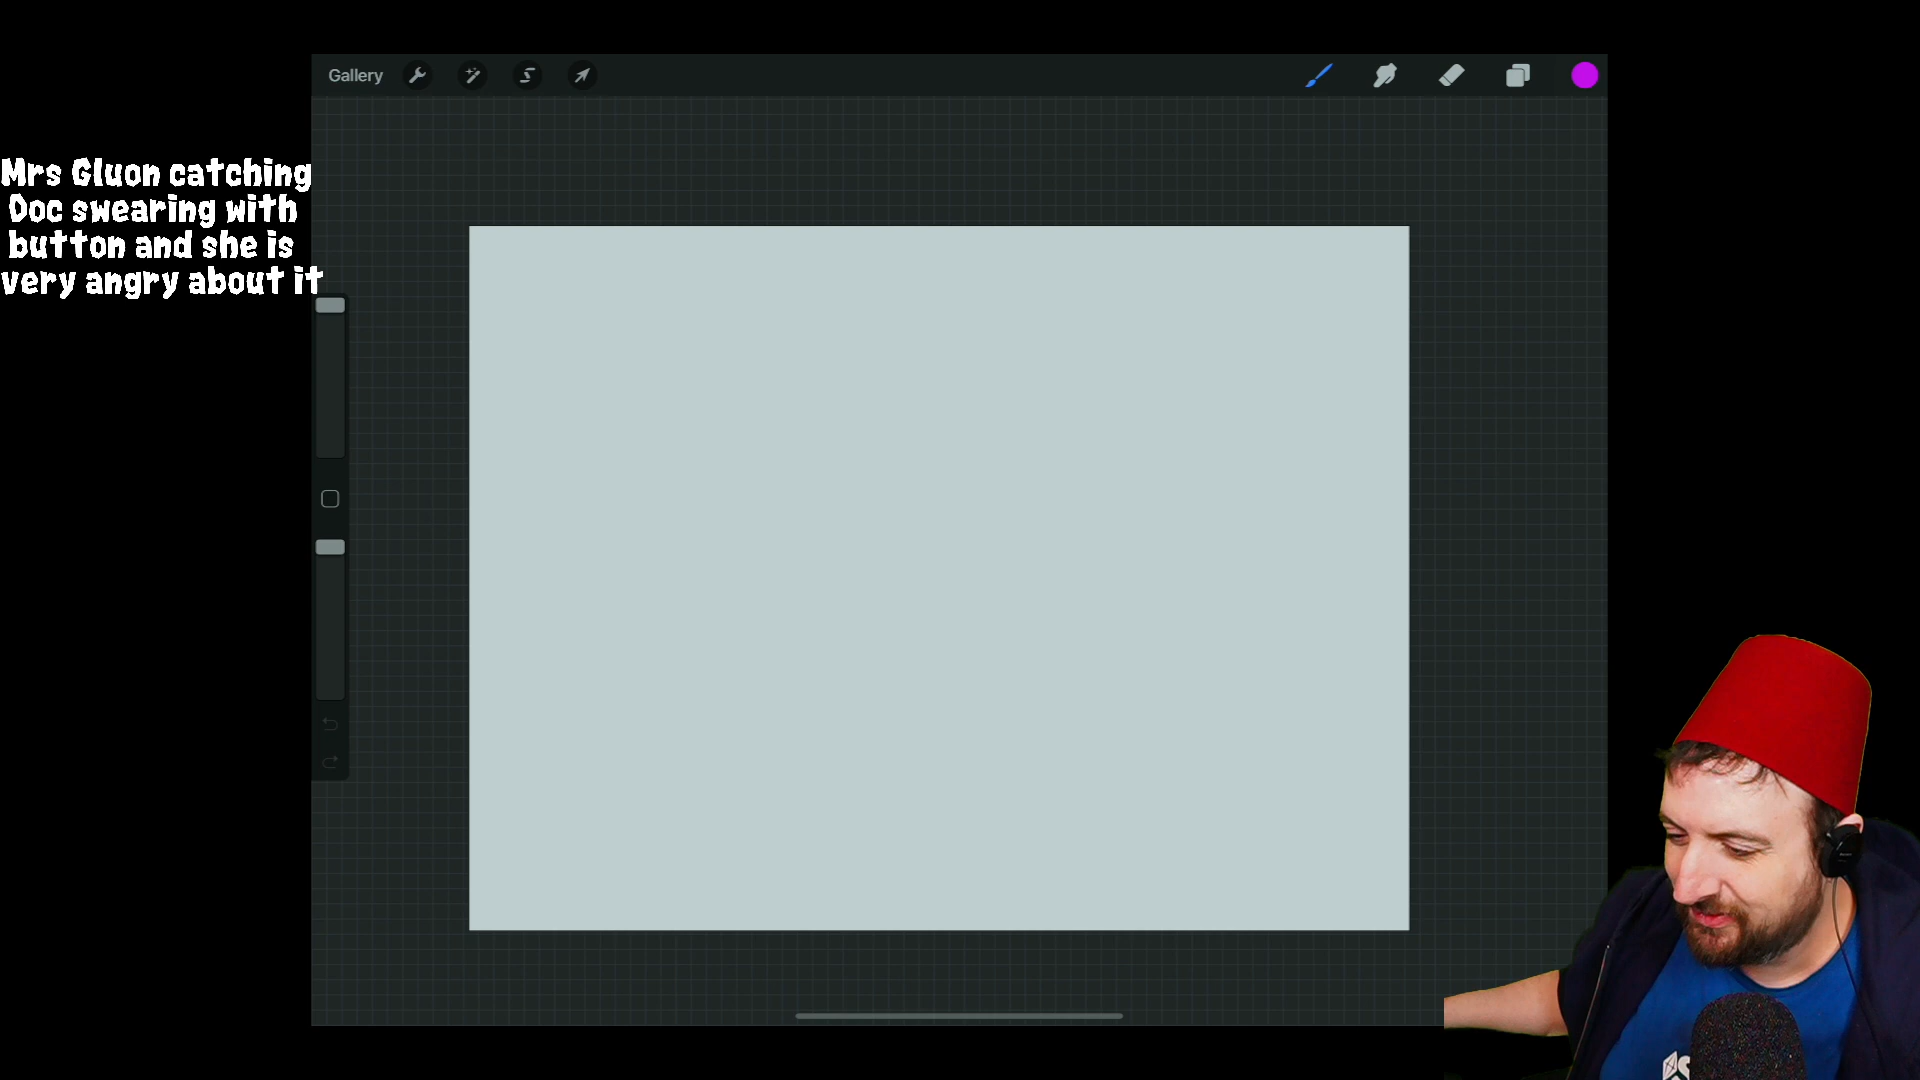 Gallery
Mrs Gluon catching
Doc swearing with
button and she is
very angry about it